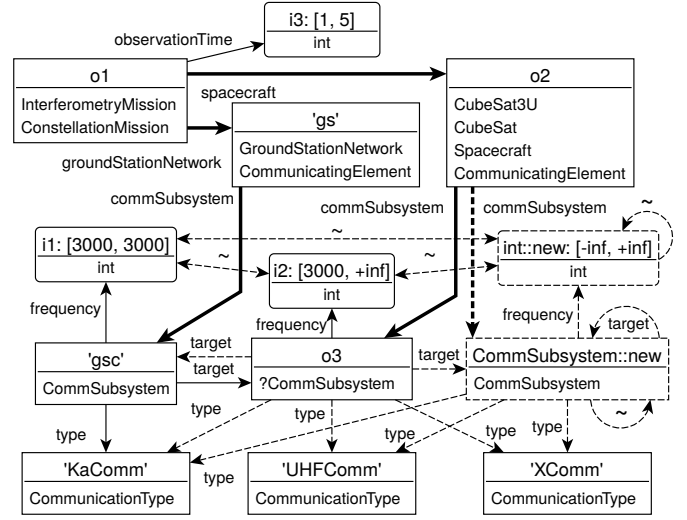 i3: [1, 5]
int
observationTime
o1
InterferometryMission
ConstellationMission
o2
CubeSat3U
CubeSat
Spacecraft
CommunicatingElement
spacecraft
'gs'
GroundStationNetwork
CommunicatingElement
groundStationNetwork
commSubsystem
commSubsystem
commSubsystem
~
~
~
~
i1: [3000, 3000]
int
i2: [3000, +inf]
int
int::new: [-inf, +inf]
int
frequency
frequency
frequency
target
target
target
target
'gsc'
CommSubsystem
o3
?CommSubsystem
CommSubsystem::new
CommSubsystem
~
type
type
type
type
type
type
type
'KaComm'
CommunicationType
'UHFComm'
CommunicationType
'XComm'
CommunicationType